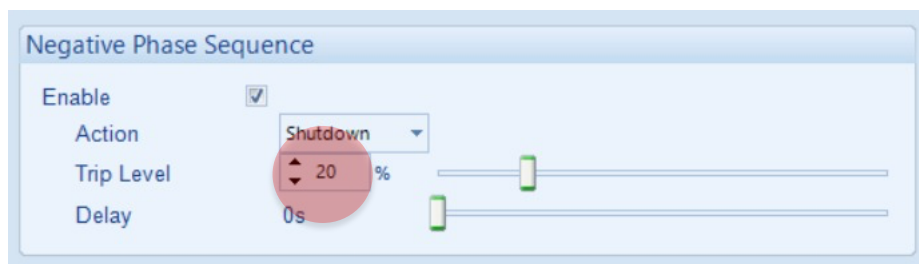 Negative Phase Sequence
Enable
Action Shutdown
Trip Level 20 %
Delay 0s